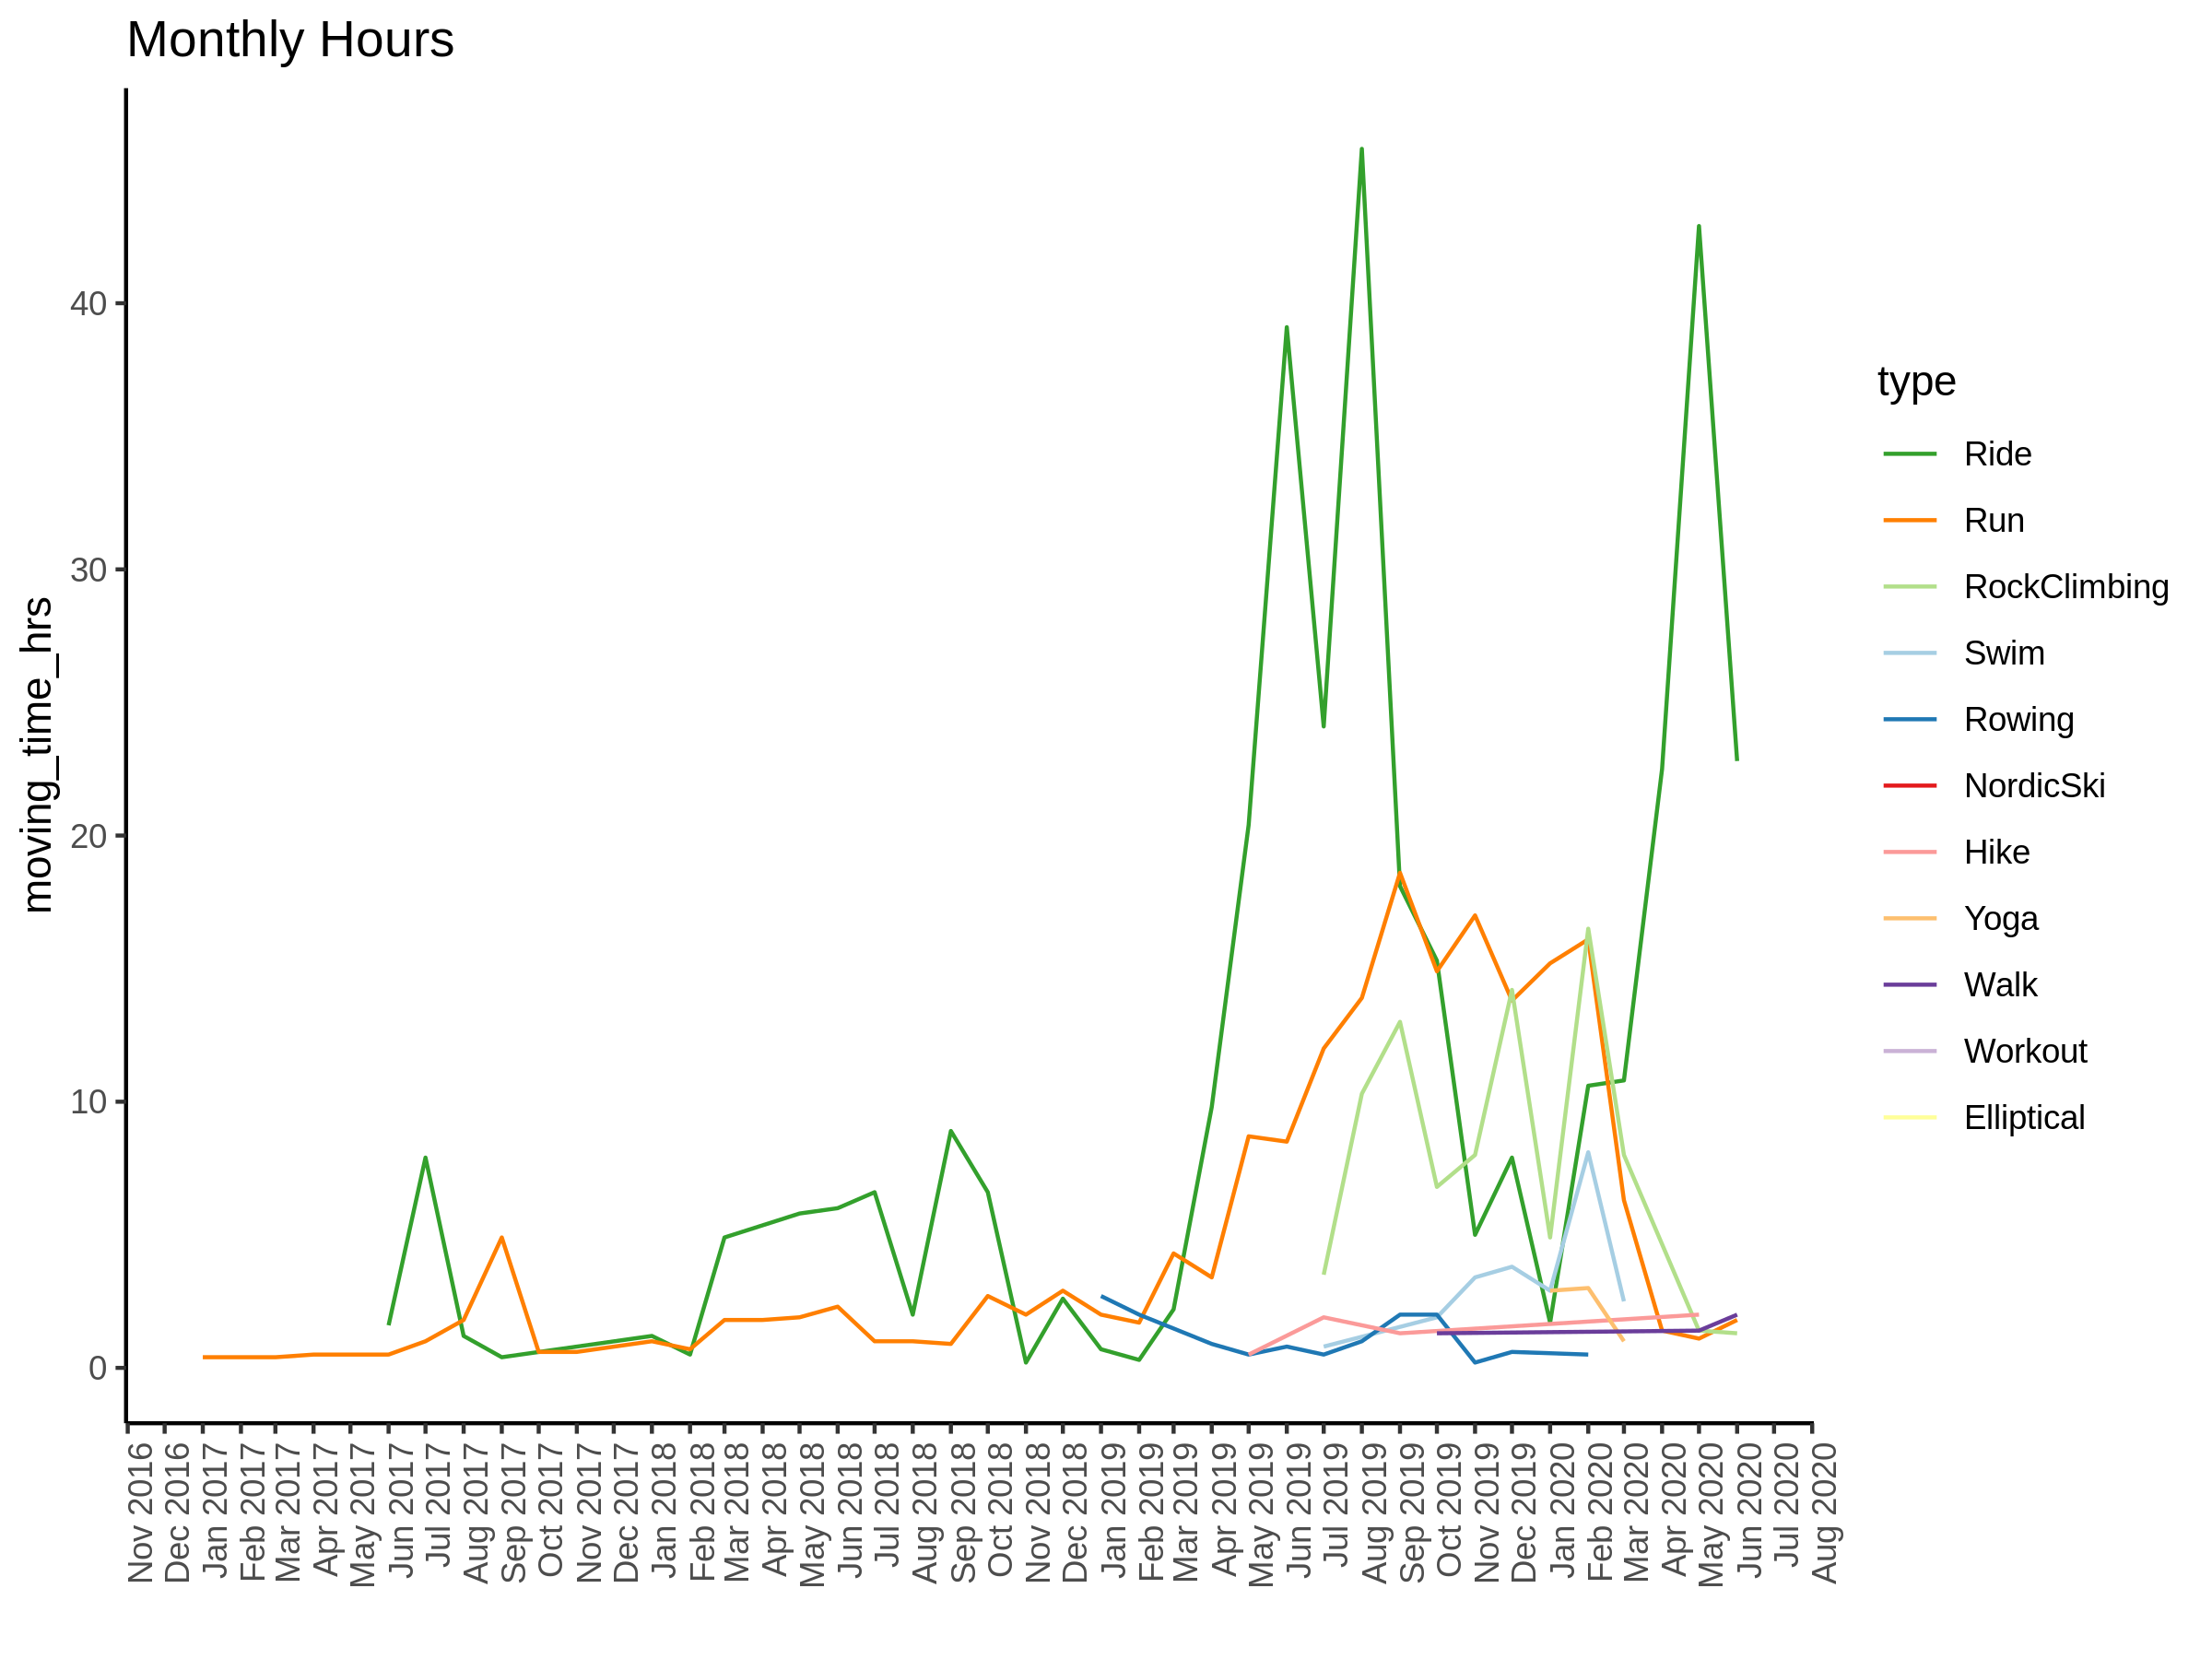 Monthly Hours
moving_time_hrs
40
30
20
10
0
Nov 2016
Dec 2016
Jan 2017
Feb 2017
Mar 2017
Apr 2017
May 2017
Jun 2017
Jul 2017
Aug 2017
Sep 2017
Oct 2017
Nov 2017
Dec 2017
Jan 2018
Feb 2018
Mar 2018
Apr 2018
May 2018
Jun 2018
Jul 2018
Aug 2018
Sep 2018
Oct 2018
Nov 2018
Dec 2018
Jan 2019
Feb 2019
Mar 2019
Apr 2019
May 2019
Jun 2019
Jul 2019
Aug 2019
Sep 2019
Oct 2019
Nov 2019
Dec 2019
Jan 2020
Feb 2020
Mar 2020
Apr 2020
May 2020
Jun 2020
Jul 2020
Aug 2020
type
Ride
Run
RockClimbing
Swim
Rowing
NordicSki
Hike
Yoga
Walk
Workout
Elliptical